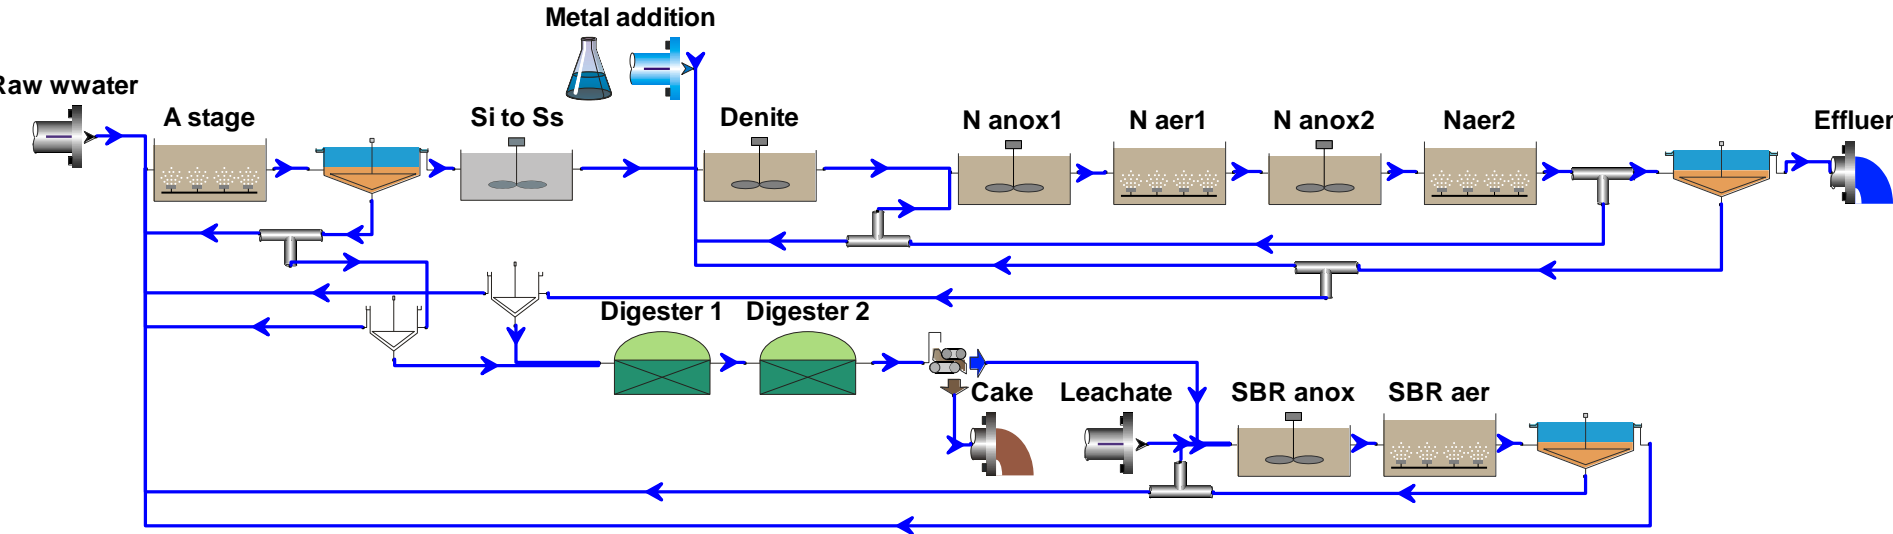 Metal addition
Raw wwater
A stage
Si to Ss
Denite
N anox1
N aer1
N anox2
Naer2
Effluen
Digester 1
Digester 2
Cake
Leachate
SBR anox
SBR aer